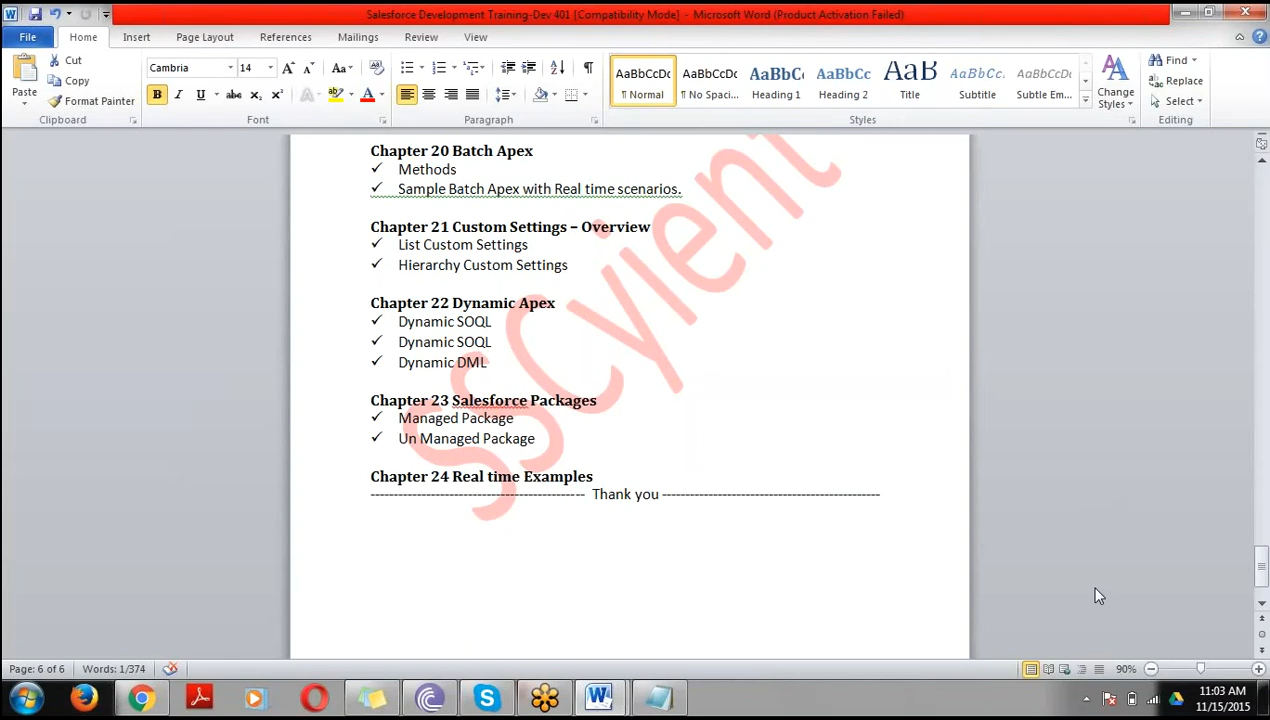 Salesforce Development Training-Dev 401 [Compatibility Mode] - Microsoft Word (Product Activation Failed)
File Home Insert Page Layout References Mailings Review View
Paste Cut Copy Format Painter Clipboard
Cambria 14 Font
Paragraph
AaBbCcDc ¶ Normal AaBbCcDc ¶ No Spaci... AaBbC Heading 1 AaBbCc Heading 2 AaB Title AaBbCc. Subtitle AaBbCcDc Subtle Em... Change Styles Styles
Find Replace Select Editing
Chapter 20 Batch Apex
✓ Methods
✓ Sample Batch Apex with Real time scenarios.
Chapter 21 Custom Settings – Overview
✓ List Custom Settings
✓ Hierarchy Custom Settings
Chapter 22 Dynamic Apex
✓ Dynamic SOQL
✓ Dynamic SOQL
✓ Dynamic DML
Chapter 23 Salesforce Packages
✓ Managed Package
✓ Un Managed Package
Chapter 24 Real time Examples
---------------------------------------------- Thank you ----------------------------------------------
SSCyient
Page: 6 of 6 Words: 1/374 90%
11:03 AM
11/15/2015